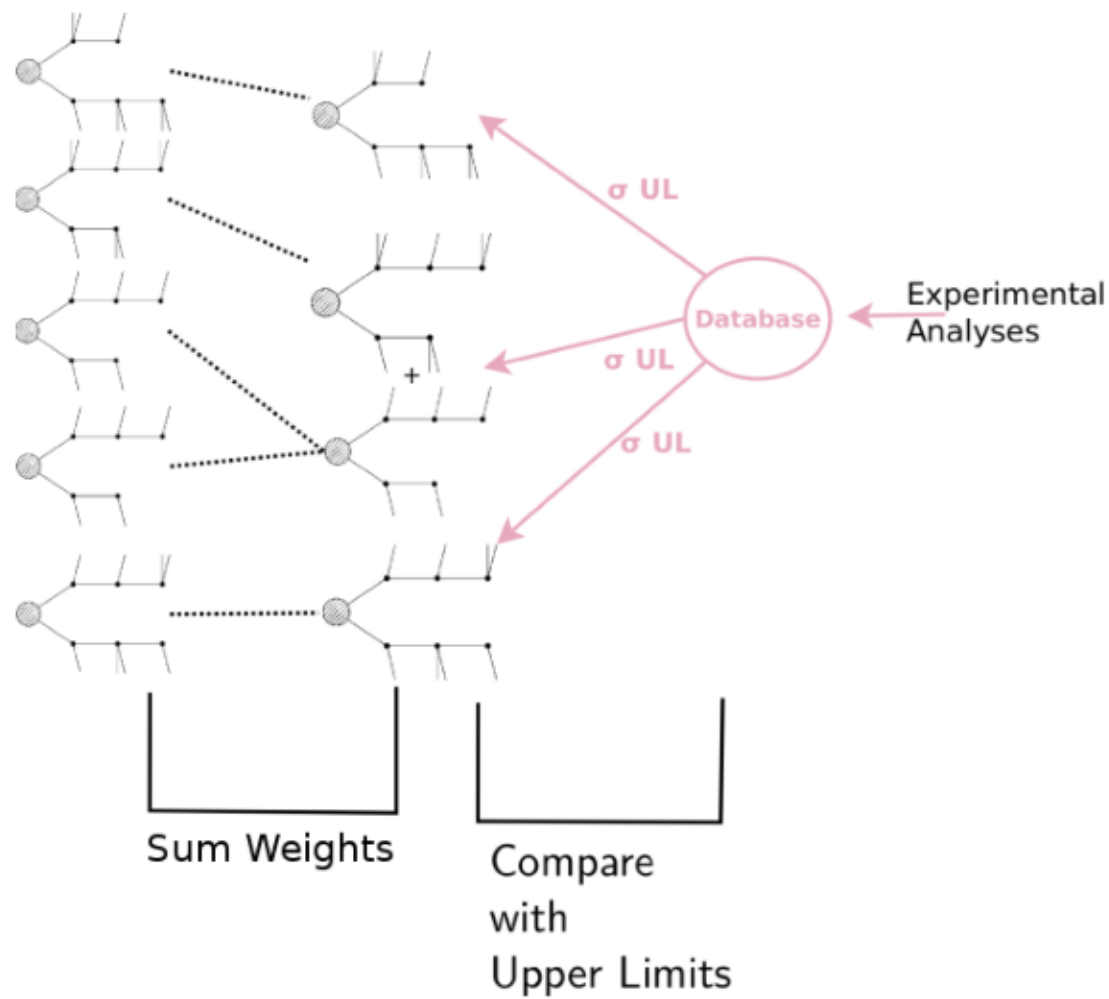 σ UL
Experimental
Analyses
Database
σ UL
+
σ UL
Sum Weights
Compare
with
Upper Limits